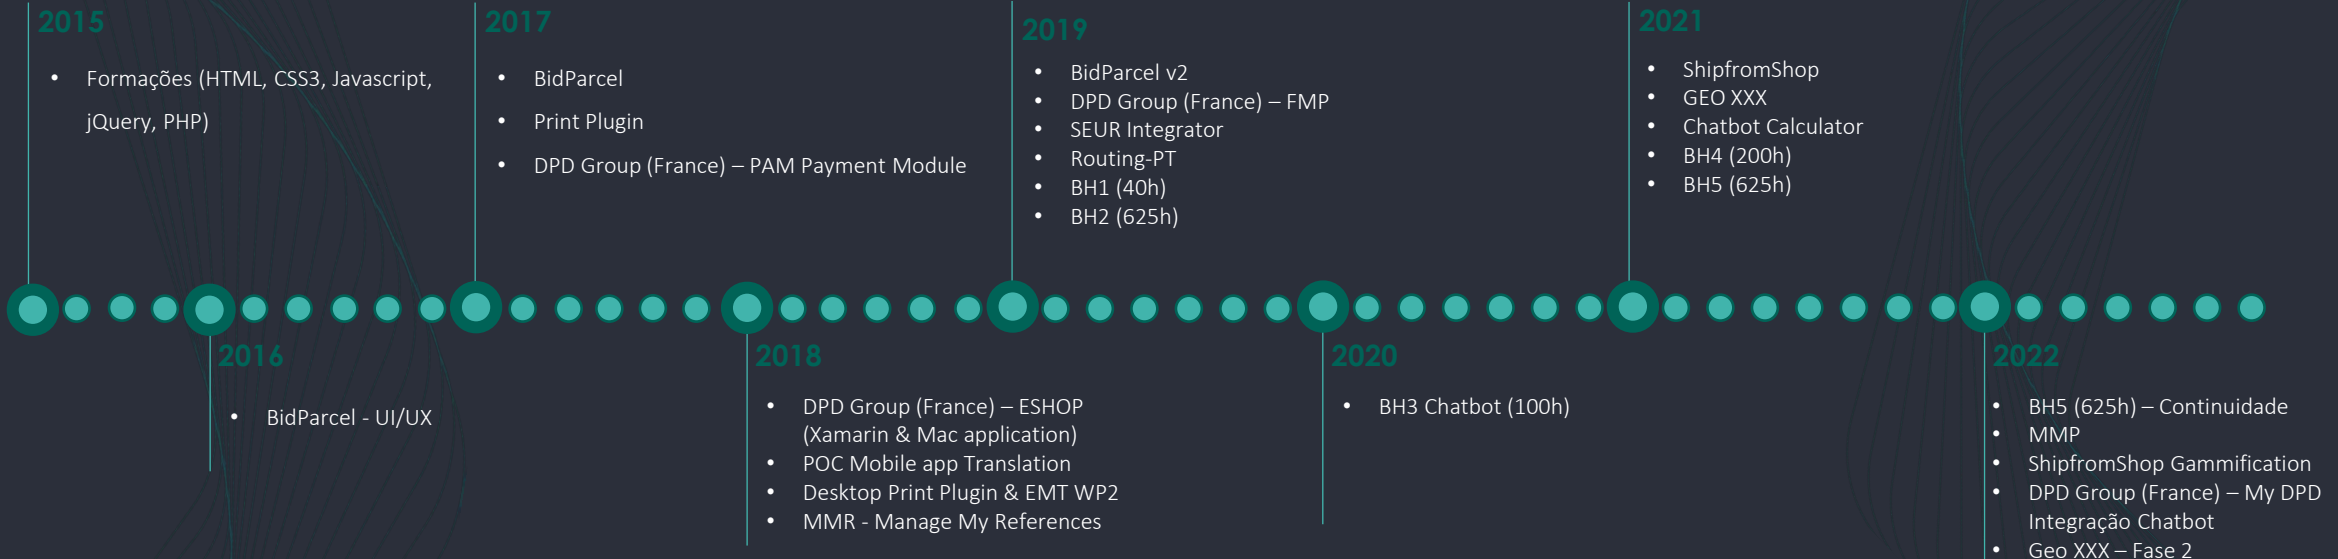 2015
• Formações (HTML, CSS3, Javascript,
jQuery, PHP)
2016
• BidParcel - UI/UX
2017
• BidParcel
• Print Plugin
• DPD Group (France) – PAM Payment Module
2018
• DPD Group (France) – ESHOP
(Xamarin & Mac application)
• POC Mobile app Translation
• Desktop Print Plugin & EMT WP2
• MMR - Manage My References
2019
• BidParcel v2
• DPD Group (France) – FMP
• SEUR Integrator
• Routing-PT
• BH1 (40h)
• BH2 (625h)
2020
• BH3 Chatbot (100h)
2021
• ShipfromShop
• GEO XXX
• Chatbot Calculator
• BH4 (200h)
• BH5 (625h)
2022
• BH5 (625h) – Continuidade
• MMP
• ShipfromShop Gammification
• DPD Group (France) – My DPD
Integração Chatbot
• Geo XXX – Fase 2